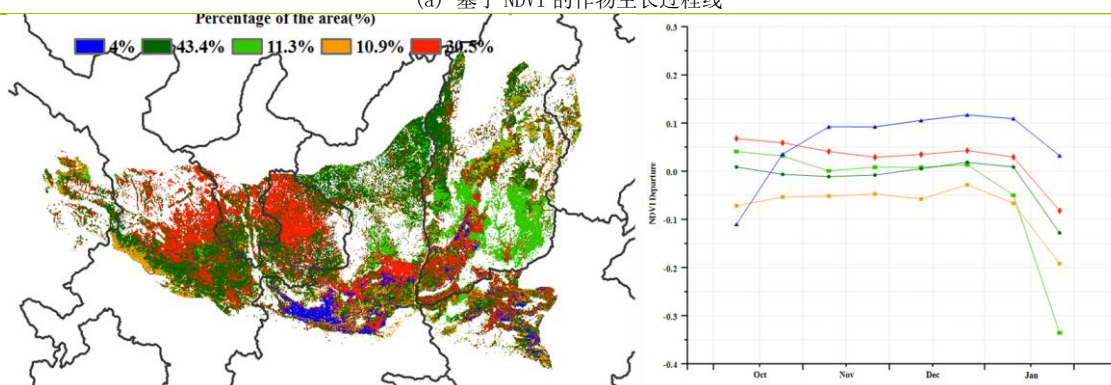 (a) 基于 NDVI 的作物生长过程线
Percentage of the area(%)
4% 43.4% 11.3% 10.9% 30.5%
0.3
0.2
0.1
0.0
-0.1
-0.2
-0.3
-0.4
NDVI Departure
Oct Nov Dec Jan